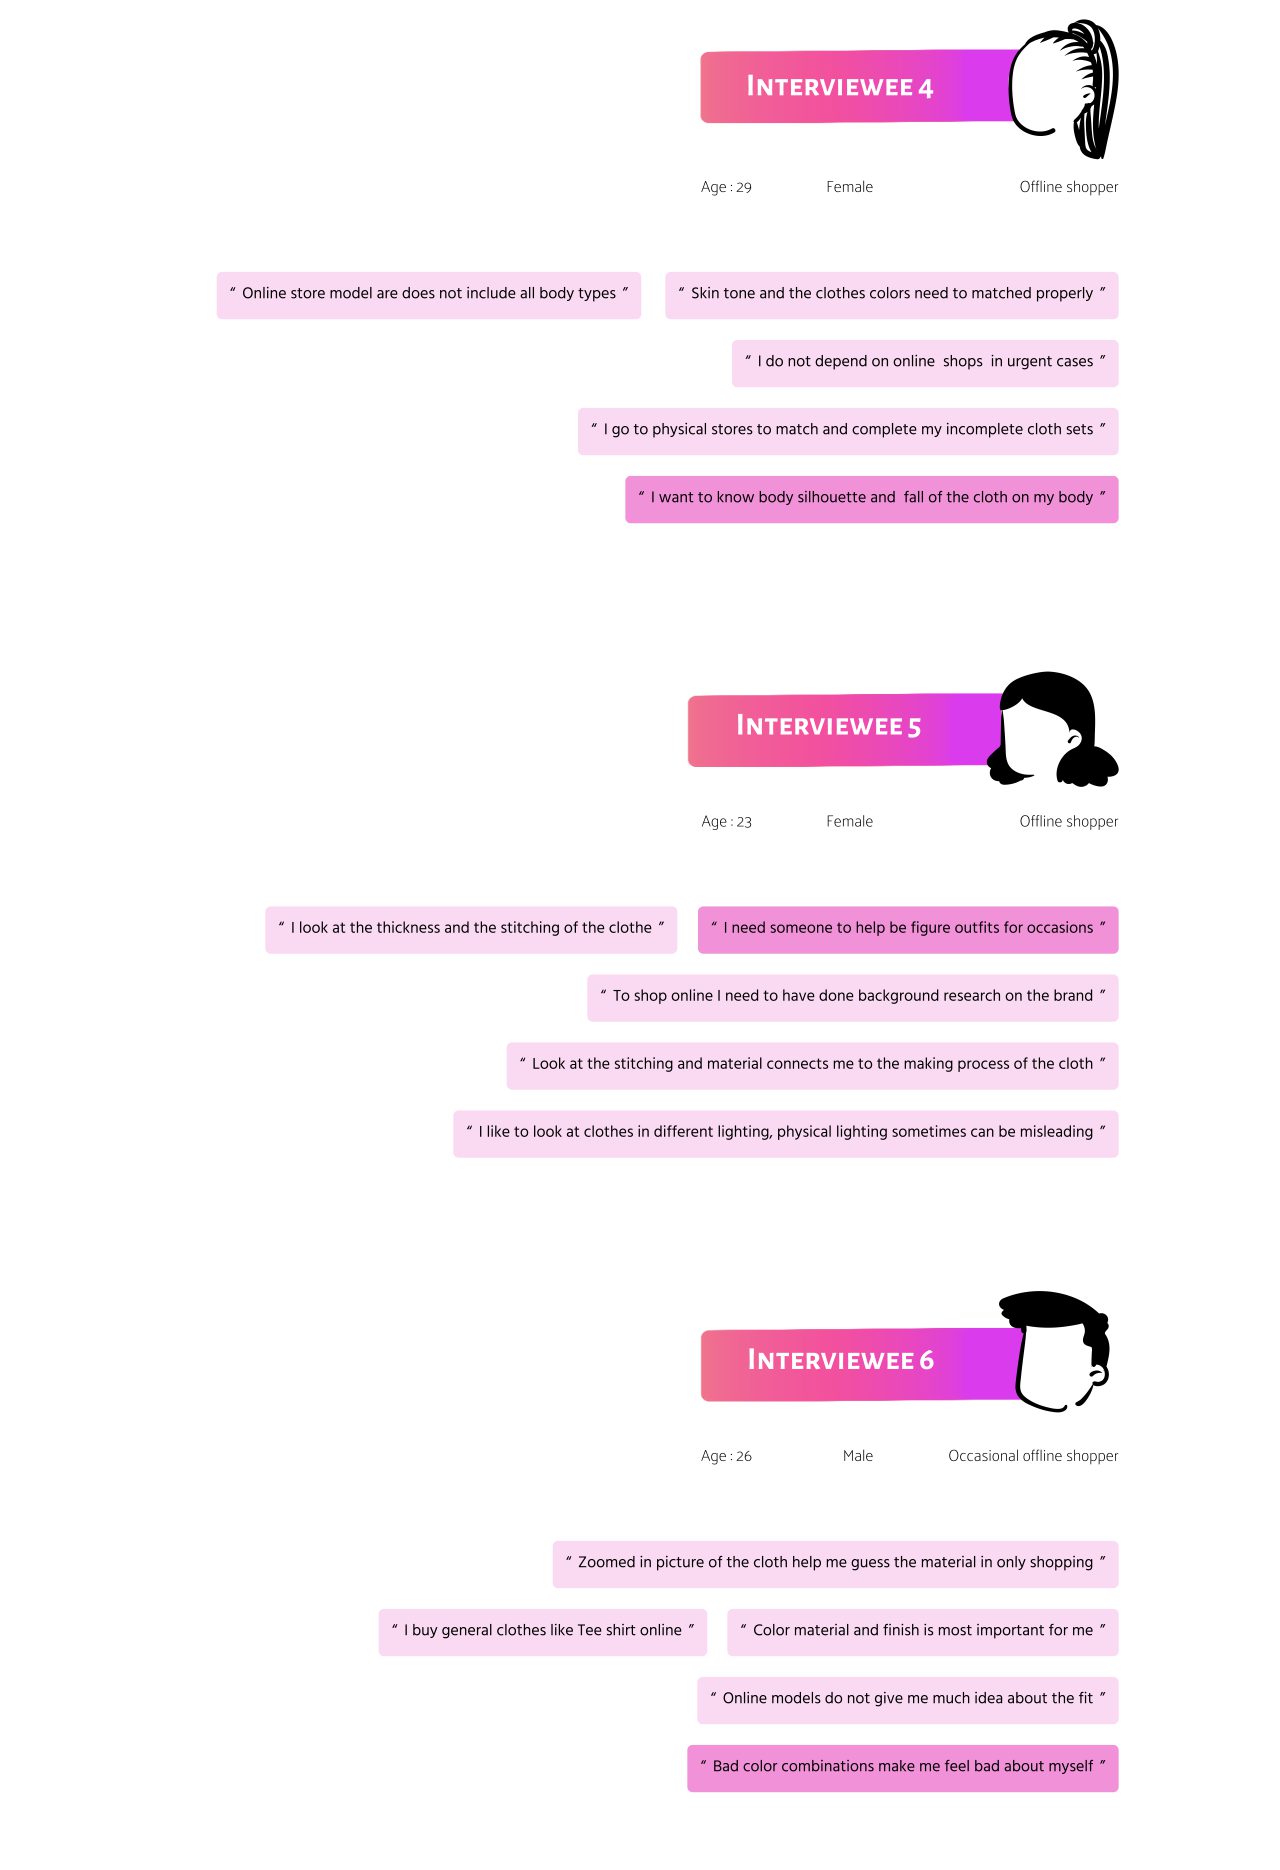 Interviewee 4
Age : 29 Female Offline shopper
“ Online store model are does not include all body types ” “ Skin tone and the clothes colors need to matched properly ”
“ I do not depend on online shops in urgent cases ”
“ I go to physical stores to match and complete my incomplete cloth sets ”
“ I want to know body silhouette and fall of the cloth on my body ”
Interviewee 5
Age : 23 Female Offline shopper
“ I look at the thickness and the stitching of the clothe ” “ I need someone to help be figure outfits for occasions ”
“ To shop online I need to have done background research on the brand ”
“ Look at the stitching and material connects me to the making process of the cloth ”
“ I like to look at clothes in different lighting, physical lighting sometimes can be misleading ”
Interviewee 6
Age : 26 Male Occasional offline shopper
“ Zoomed in picture of the cloth help me guess the material in only shopping ”
“ I buy general clothes like Tee shirt online ” “ Color material and finish is most important for me ”
“ Online models do not give me much idea about the fit ”
“ Bad color combinations make me feel bad about myself ”